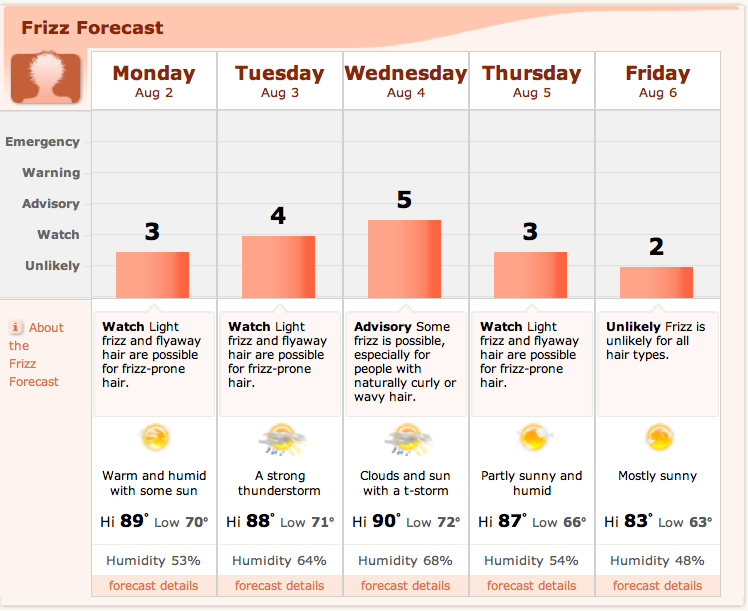 Frizz Forecast
Monday
Aug 2
Tuesday
Aug 3
Wednesday
Aug 4
Thursday
Aug 5
Friday
Aug 6
Emergency
Warning
Advisory
Watch
Unlikely
3
4
5
3
2
i About
the
Frizz
Forecast
Watch Light
frizz and flyaway
hair are possible
for frizz-prone
hair.
Watch Light
frizz and flyaway
hair are possible
for frizz-prone
hair.
Advisory Some
frizz is possible,
especially for
people with
naturally curly or
wavy hair.
Watch Light
frizz and flyaway
hair are possible
for frizz-prone
hair.
Unlikely Frizz is
unlikely for all
hair types.
Warm and humid
with some sun
A strong
thunderstorm
Clouds and sun
with a t-storm
Partly sunny and
humid
Mostly sunny
Hi 89° Low 70°
Hi 88° Low 71°
Hi 90° Low 72°
Hi 87° Low 66°
Hi 83° Low 63°
Humidity 53%
Humidity 64%
Humidity 68%
Humidity 54%
Humidity 48%
forecast details
forecast details
forecast details
forecast details
forecast details